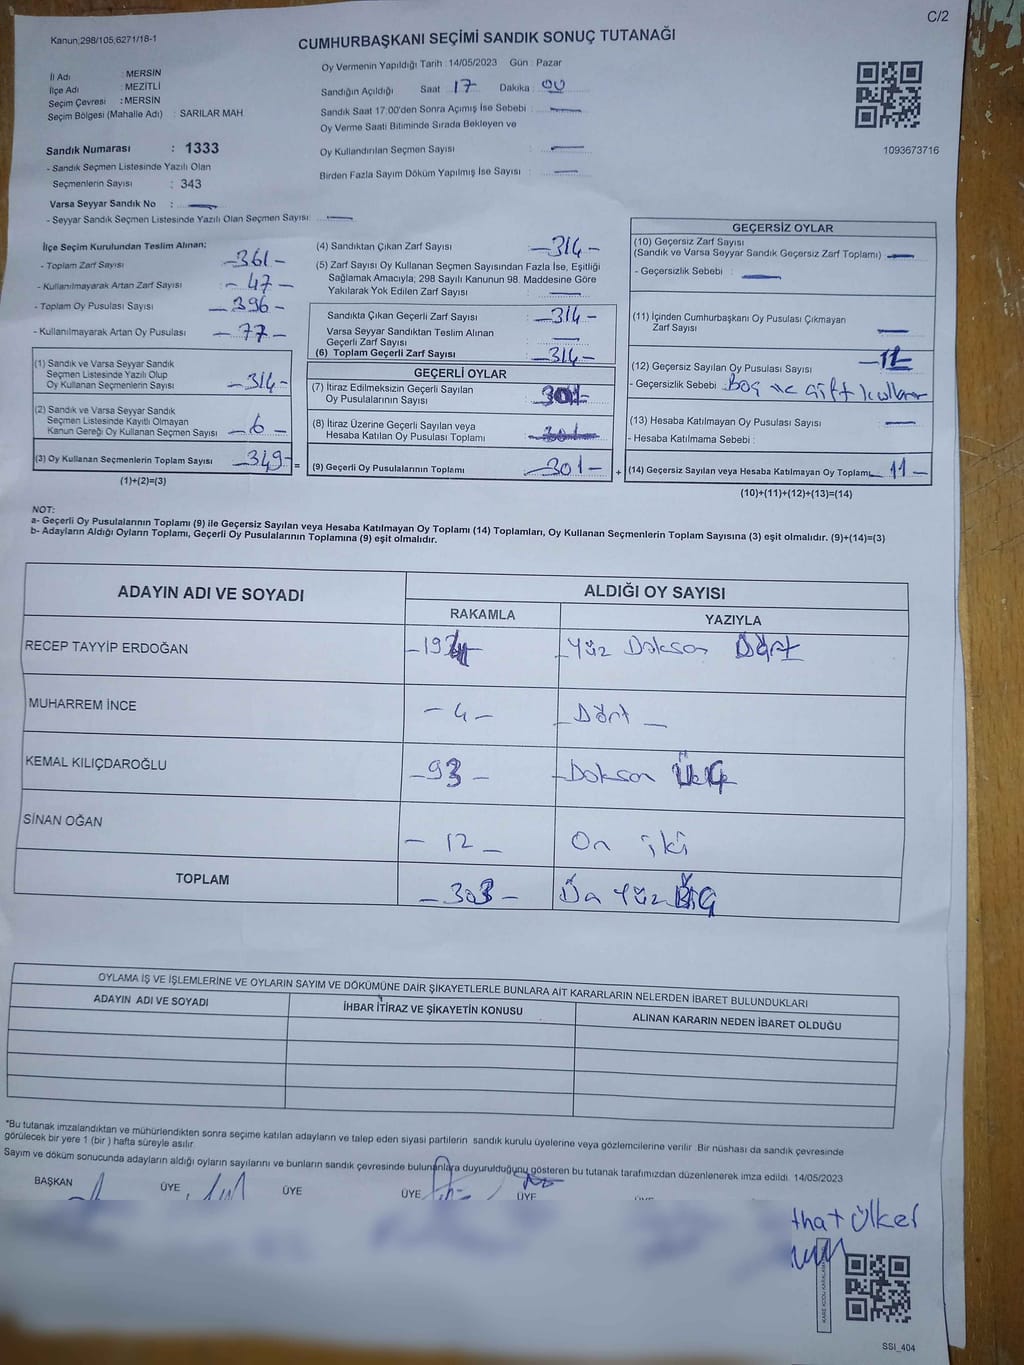 C/2
Kanun;298/105;6271/18-1
CUMHURBAŞKANI SEÇİMİ SANDIK SONUÇ TUTANAĞI
İl Adı : MERSİN
İlçe Adı : MEZİTLİ
Seçim Çevresi : MERSİN
Seçim Bölgesi (Mahalle Adı) : SARILAR MAH
Oy Vermenin Yapıldığı Tarih : 14/05/2023 Gün : Pazar
Sandığın Açıldığı Saat 17 Dakika : 00
Sandık Saat 17:00'den Sonra Açımış İse Sebebi :
Oy Verme Saati Bitiminde Sırada Bekleyen ve
Oy Kullandırılan Seçmen Sayısı :
Birden Fazla Sayım Döküm Yapılmış İse Sayısı :
1093673716
Sandık Numarası : 1333
- Sandık Seçmen Listesinde Yazılı Olan
Seçmenlerin Sayısı : 343
Varsa Seyyar Sandık No :
- Seyyar Sandık Seçmen Listesinde Yazılı Olan Seçmen Sayısı:
İlçe Seçim Kurulundan Teslim Alınan;
- Toplam Zarf Sayısı - 361 -
- Kullanılmayarak Artan Zarf Sayısı - 47 -
- Toplam Oy Pusulası Sayısı - 396 -
- Kullanılmayarak Artan Oy Pusulası - 77 -
(1) Sandık ve Varsa Seyyar Sandık
Seçmen Listesinde Yazılı Olup
Oy Kullanan Seçmenlerin Sayısı - 314 -
(2) Sandık ve Varsa Seyyar Sandık
Seçmen Listesinde Kayıtlı Olmayan
Kanun Gereği Oy Kullanan Seçmen Sayısı - 6 -
(3) Oy Kullanan Seçmenlerin Toplam Sayısı - 349 -
(1)+(2)=(3)
=
(4) Sandıktan Çıkan Zarf Sayısı : - 314 -
(5) Zarf Sayısı Oy Kullanan Seçmen Sayısından Fazla İse, Eşitliği
Sağlamak Amacıyla; 298 Sayılı Kanunun 98. Maddesine Göre
Yakılarak Yok Edilen Zarf Sayısı :
Sandıkta Çıkan Geçerli Zarf Sayısı : - 314 -
Varsa Seyyar Sandıktan Teslim Alınan
Geçerli Zarf Sayısı :
(6) Toplam Geçerli Zarf Sayısı : - 314 -
GEÇERLİ OYLAR
(7) İtiraz Edilmeksizin Geçerli Sayılan
Oy Pusulalarının Sayısı : 301-
(8) İtiraz Üzerine Geçerli Sayılan veya
Hesaba Katılan Oy Pusulası Toplamı :
(9) Geçerli Oy Pusulalarının Toplamı : - 301 -
+
GEÇERSİZ OYLAR
(10) Geçersiz Zarf Sayısı
(Sandık ve Varsa Seyyar Sandık Geçersiz Zarf Toplamı) :
- Geçersizlik Sebebi :
(11) İçinden Cumhurbaşkanı Oy Pusulası Çıkmayan
Zarf Sayısı :
(12) Geçersiz Sayılan Oy Pusulası Sayısı : - 11
- Geçersizlik Sebebi : Boş ve Çift kullanım
(13) Hesaba Katılmayan Oy Pusulası Sayısı :
- Hesaba Katılmama Sebebi :
(14) Geçersiz Sayılan veya Hesaba Katılmayan Oy Toplamı - 11 -
(10)+(11)+(12)+(13)=(14)
NOT:
a- Geçerli Oy Pusulalarının Toplamı (9) ile Geçersiz Sayılan veya Hesaba Katılmayan Oy Toplamı (14) Toplamları, Oy Kullanan Seçmenlerin Toplam Sayısına (3) eşit olmalıdır. (9)+(14)=(3)
b- Adayların Aldığı Oyların Toplamı, Geçerli Oy Pusulalarının Toplamına (9) eşit olmalıdır.
ADAYIN ADI VE SOYADI
ALDIĞI OY SAYISI
RAKAMLA YAZIYLA
RECEP TAYYİP ERDOĞAN - 194 - - Yüz Doksan Dört
MUHARREM İNCE - 4 - - Dört -
KEMAL KILIÇDAROĞLU - 93 - - Doksan Üç
SİNAN OĞAN - 12 - On iki
TOPLAM - 303 - Üç Yüz
OYLAMA İŞ VE İŞLEMLERİNE VE OYLARIN SAYIM VE DÖKÜMÜNE DAİR ŞİKAYETLERLE BUNLARA AİT KARARLARIN NELERDEN İBARET BULUNDUKLARI
ADAYIN ADI VE SOYADI İHBAR İTİRAZ VE ŞİKAYETİN KONUSU ALINAN KARARIN NEDEN İBARET OLDUĞU
*Bu tutanak imzalandıktan ve mühürlendikten sonra seçime katılan adayların ve talep eden siyasi partilerin sandık kurulu üyelerine veya gözlemcilerine verilir. Bir nüshası da sandık çevresinde
görülecek bir yere 1 (bir) hafta süreyle asılır.
Sayım ve döküm sonucunda adayların aldığı oyların sayılarını ve bunların sandık çevresinde bulunanlara duyurulduğunu gösteren bu tutanak tarafımızdan düzenlenerek imza edildi. 14/05/2023
BAŞKAN ÜYE ÜYE ÜYE ÜYE
Ülker
SSI_404